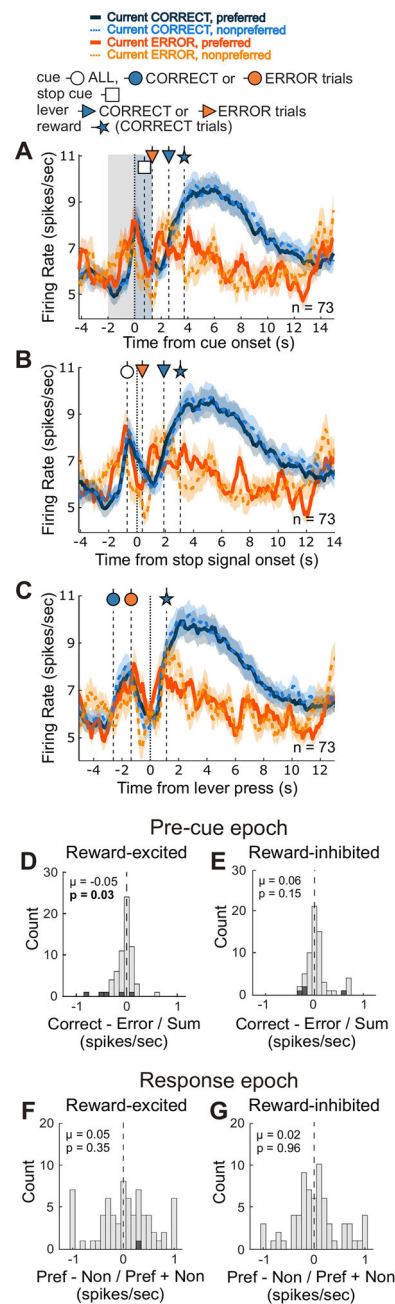 Current CORRECT, preferred
Current CORRECT, nonpreferred
Current ERROR, preferred
Current ERROR, nonpreferred
cue ALL, CORRECT or ERROR trials
stop cue
lever CORRECT or ERROR trials
reward (CORRECT trials)
A
Firing Rate (spikes/sec)
11
9
7
5
n = 73
-4 -2 0 2 4 6 8 10 12 14
Time from cue onset (s)
B
Firing Rate (spikes/sec)
11
9
7
5
n = 73
-4 -2 0 2 4 6 8 10 12 14
Time from stop signal onset (s)
C
Firing Rate (spikes/sec)
11
9
7
5
n = 73
-4 -2 0 2 4 6 8 10 12
Time from lever press (s)
Pre-cue epoch
D
Reward-excited
Count
30
20
10
0
μ = -0.05
p = 0.03
-1 0 1
Correct - Error / Sum
(spikes/sec)
E
Reward-inhibited
Count
30
20
10
0
μ = 0.06
p = 0.15
-1 0 1
Correct - Error / Sum
(spikes/sec)
Response epoch
F
Reward-excited
Count
20
10
5
0
μ = 0.05
p = 0.35
-1 0 1
Pref - Non / Pref + Non
(spikes/sec)
G
Reward-inhibited
Count
20
10
5
0
μ = 0.02
p = 0.96
-1 0 1
Pref - Non / Pref + Non
(spikes/sec)